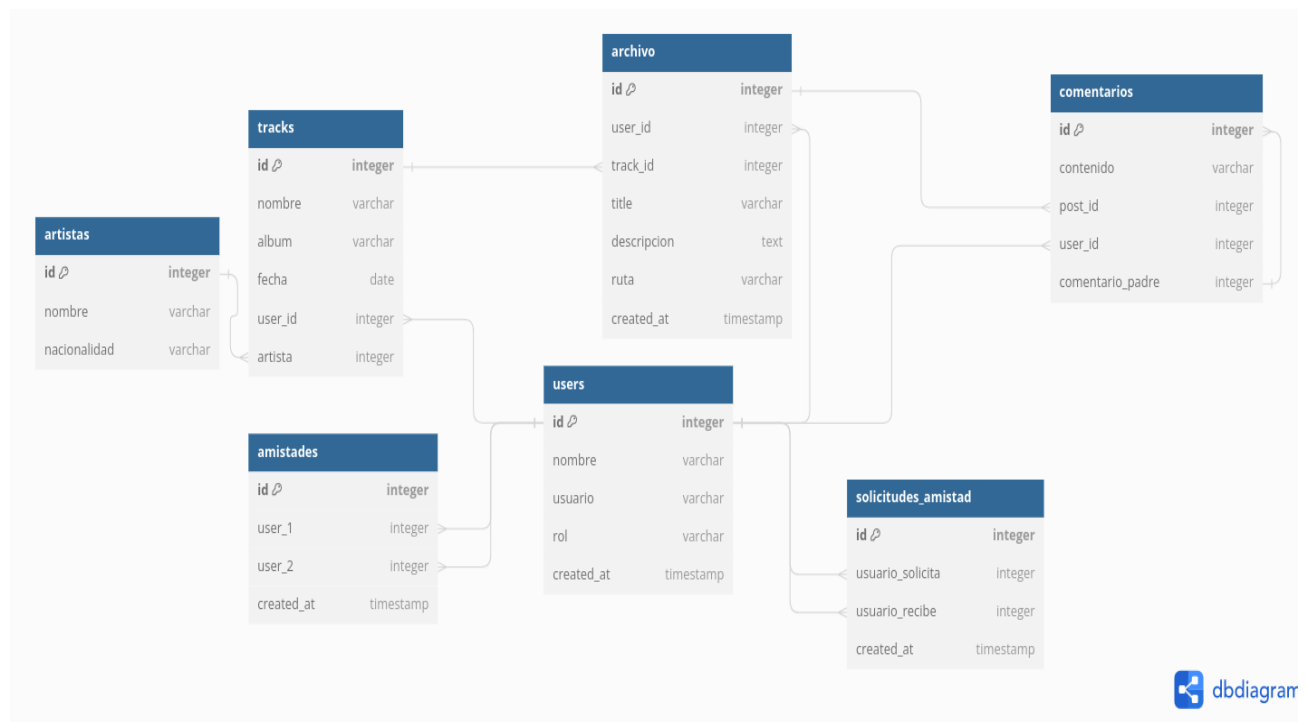 archivo
id integer
user_id integer
track_id integer
title varchar
descripcion text
ruta varchar
created_at timestamp
comentarios
id integer
contenido varchar
post_id integer
user_id integer
comentario_padre integer
tracks
id integer
nombre varchar
album varchar
fecha date
user_id integer
artista integer
artistas
id integer
nombre varchar
nacionalidad varchar
users
id integer
nombre varchar
usuario varchar
rol varchar
created_at timestamp
amistades
id integer
user_1 integer
user_2 integer
created_at timestamp
solicitudes_amistad
id integer
usuario_solicita integer
usuario_recibe integer
created_at timestamp
dbdiagram